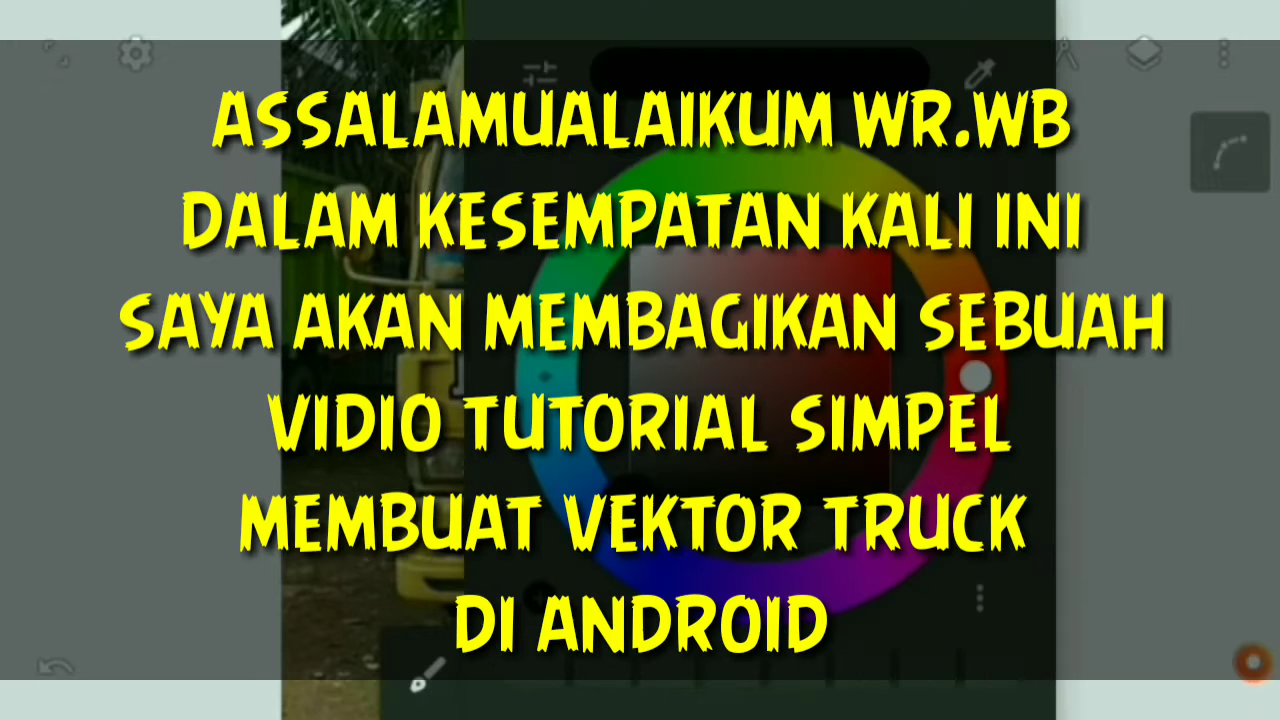 ASSALAMUALAIKUM WR.WB
DALAM KESEMPATAN KALI INI
SAYA AKAN MEMBAGIKAN SEBUAH
VIDIO TUTORIAL SIMPEL
MEMBUAT VEKTOR TRUCK
DI ANDROID